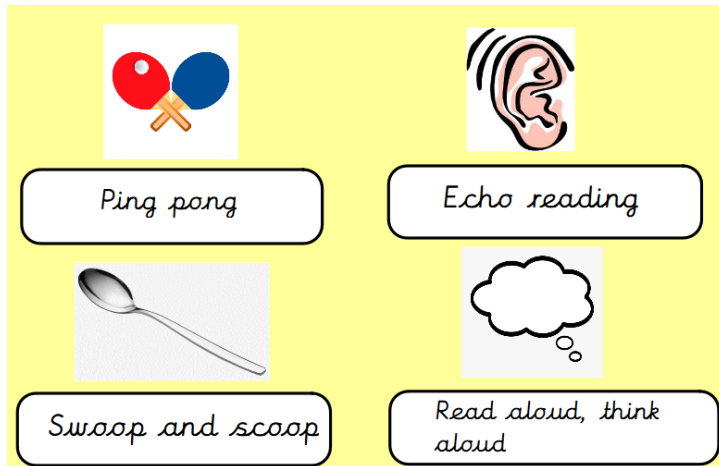 Ping pong
Echo reading
Swoop and scoop
Read aloud, think
aloud